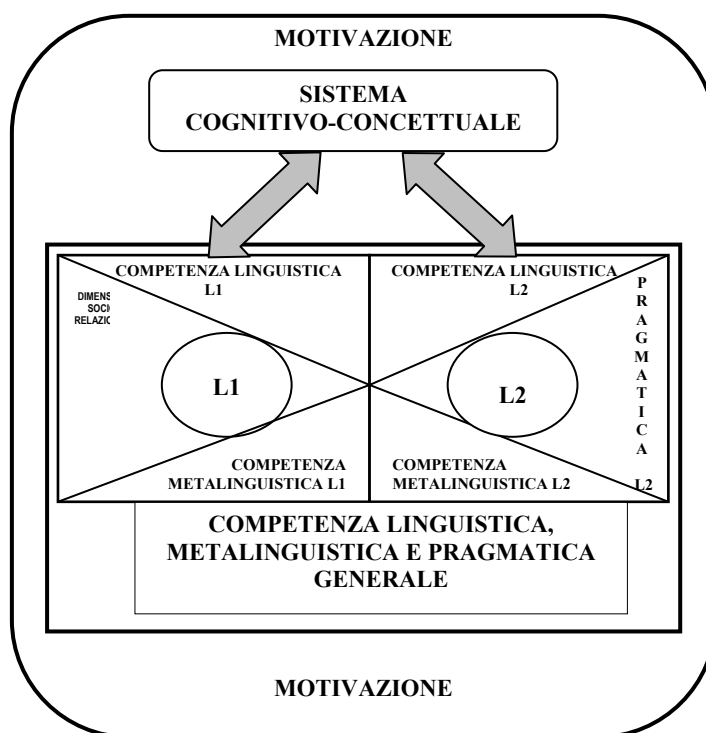 MOTIVAZIONE
SISTEMA
COGNITIVO-CONCETTUALE
COMPETENZA LINGUISTICA
L1
COMPETENZA LINGUISTICA
L2
PRAGMATICA
L2
L1
L2
COMPETENZA
METALINGUISTICA L1
COMPETENZA
METALINGUISTICA L2
COMPETENZA LINGUISTICA,
METALINGUISTICA E PRAGMATICA
GENERALE
MOTIVAZIONE